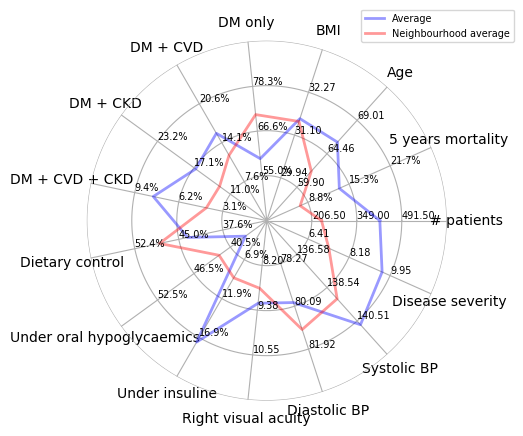 Average
Neighbourhood average
DM only
BMI
DM + CVD
Age
DM + CKD
5 years mortality
DM + CVD + CKD
# patients
Dietary control
Disease severity
Under oral hypoglycaemics
Systolic BP
Under insuline
Diastolic BP
Right visual acuity
78.3%
66.6%
55.0%
32.27
31.10
29.94
69.01
64.46
59.90
21.7%
15.3%
8.8%
206.50
349.00
491.50
6.41
8.18
9.95
136.58
138.54
140.51
78.27
80.09
81.92
8.20
9.38
10.55
6.9%
11.9%
16.9%
40.5%
46.5%
52.5%
37.6%
45.0%
52.4%
3.1%
6.2%
9.4%
11.0%
17.1%
23.2%
7.6%
14.1%
20.6%